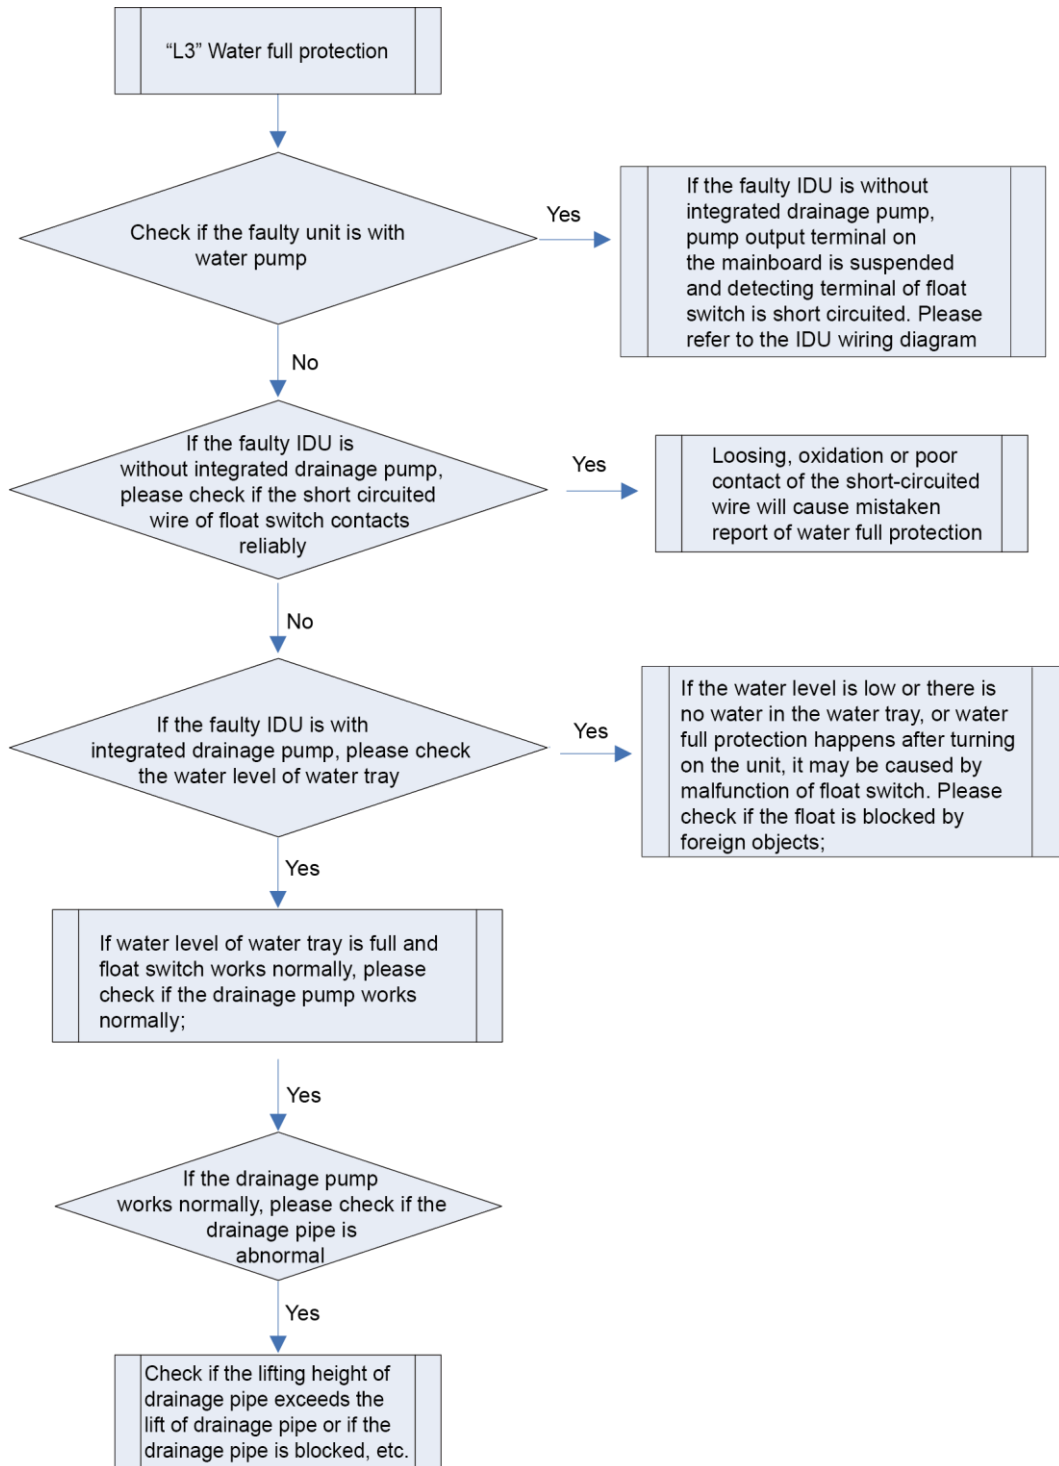 “L3” Water full protection
Check if the faulty unit is with
water pump
Yes
If the faulty IDU is without
integrated drainage pump,
pump output terminal on
the mainboard is suspended
and detecting terminal of float
switch is short circuited. Please
refer to the IDU wiring diagram
No
If the faulty IDU is
without integrated drainage pump,
please check if the short circuited
wire of float switch contacts
reliably
Yes
Loosing, oxidation or poor
contact of the short-circuited
wire will cause mistaken
report of water full protection
No
If the faulty IDU is with
integrated drainage pump, please check
the water level of water tray
Yes
If the water level is low or there is
no water in the water tray, or water
full protection happens after turning
on the unit, it may be caused by
malfunction of float switch. Please
check if the float is blocked by
foreign objects;
Yes
If water level of water tray is full and
float switch works normally, please
check if the drainage pump works
normally;
Yes
If the drainage pump
works normally, please check if the
drainage pipe is
abnormal
Yes
Check if the lifting height of
drainage pipe exceeds the
lift of drainage pipe or if the
drainage pipe is blocked, etc.